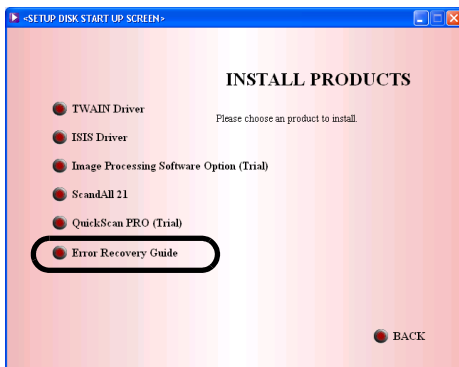 <SETUP DISK START UP SCREEN>
INSTALL PRODUCTS
Please choose an product to install.
TWAIN Driver
ISIS Driver
Image Processing Software Option (Trial)
ScandAll 21
QuickScan PRO (Trial)
Error Recovery Guide
BACK